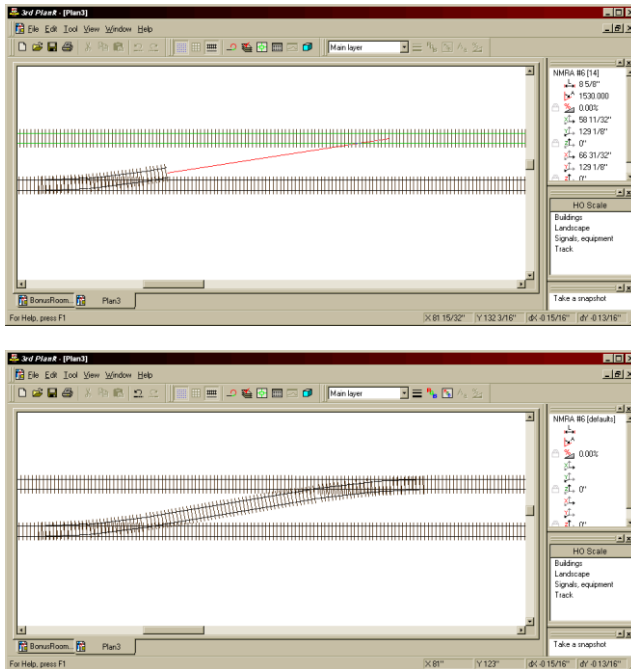 3rd PlanIt - [Plan3]
File Edit Tool View Window Help
Main layer
NMRA #6 [14]
8 5/8"
1530.000
0.00%
58 11/32"
129 1/8"
0"
66 31/32"
129 1/8"
0"
HO Scale
Buildings
Landscape
Signals, equipment
Track
Take a snapshot
BonusRoom... Plan3
For Help, press F1 X 81 15/32" Y 132 3/16" dX -0 15/16" dY -0 13/16"
3rd PlanIt - [Plan3]
File Edit Tool View Window Help
Main layer
NMRA #6 [defaults]
0.00%
0"
0"
HO Scale
Buildings
Landscape
Signals, equipment
Track
Take a snapshot
BonusRoom... Plan3
For Help, press F1 X 81" Y 123" dX -0 15/16" dY -0 13/16"